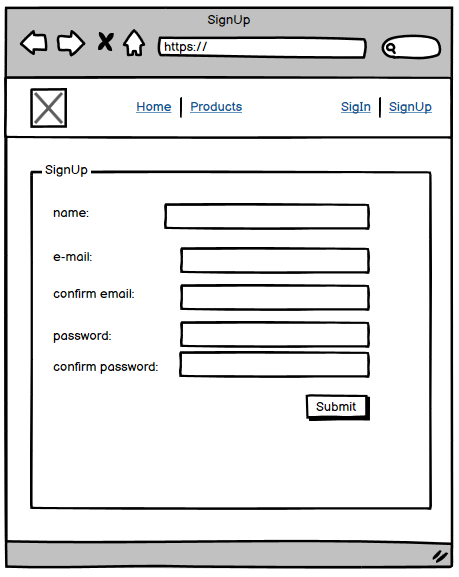 SignUp
https://
Home Products SigIn SignUp
SignUp
name:
e-mail:
confirm email:
password:
confirm password:
Submit